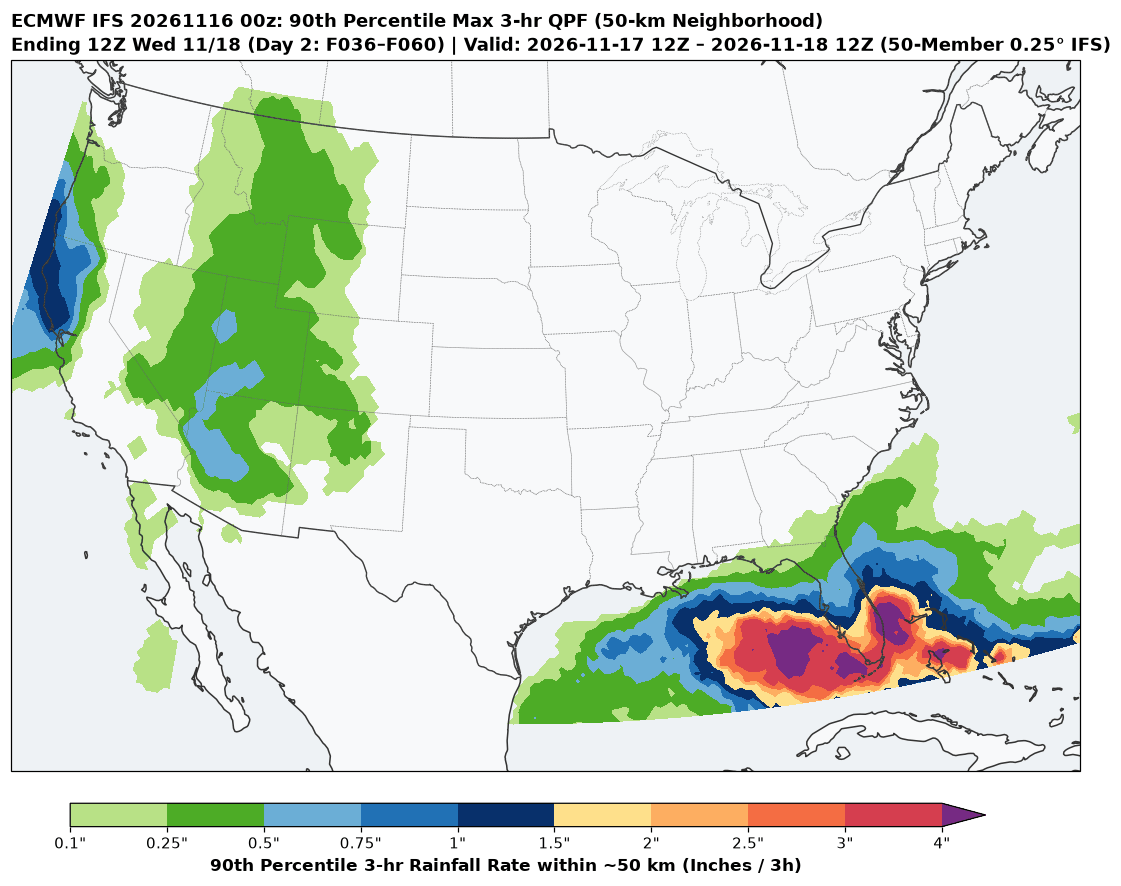 ECMWF IFS 20261116 00z: 90th Percentile Max 3-hr QPF (50-km Neighborhood)
Ending 12Z Wed 11/18 (Day 2: F036–F060) | Valid: 2026-11-17 12Z – 2026-11-18 12Z (50-Member 0.25° IFS)
0.1" 0.25" 0.5" 0.75" 1" 1.5" 2" 2.5" 3" 4"
90th Percentile 3-hr Rainfall Rate within ~50 km (Inches / 3h)